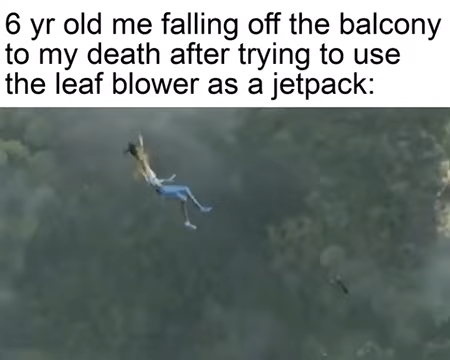 6 yr old me falling off the balcony
to my death after trying to use
the leaf blower as a jetpack: